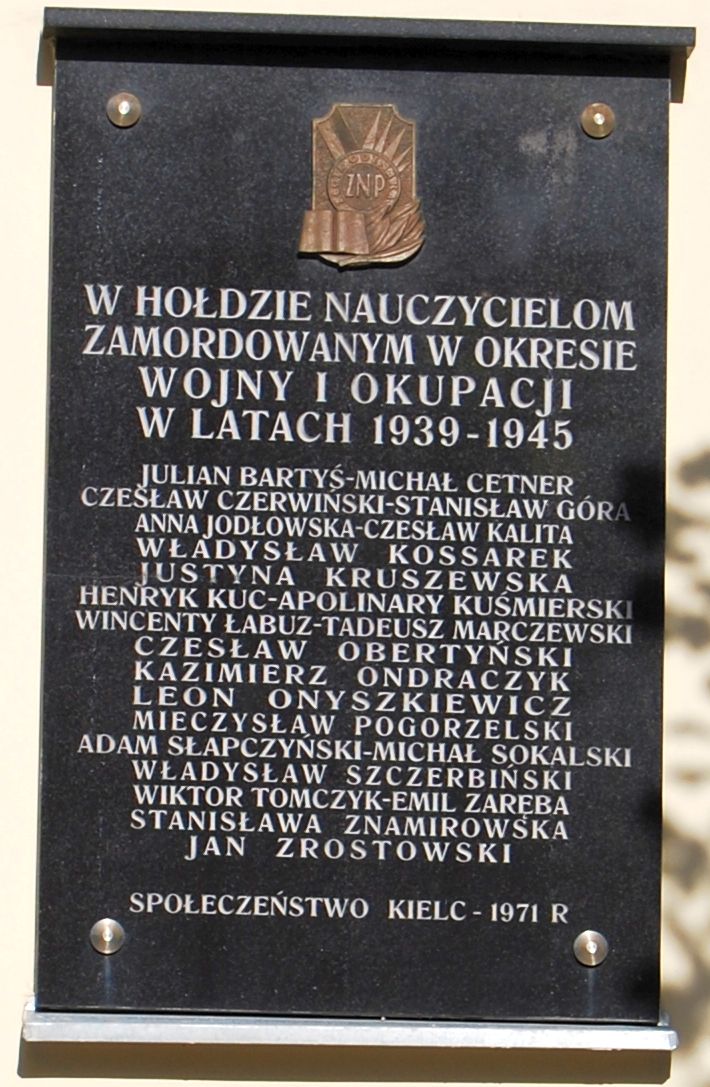 ZNP
W HOŁDZIE NAUCZYCIELOM
ZAMORDOWANYM W OKRESIE
WOJNY I OKUPACJI
W LATACH 1939-1945
JULIAN BARTYŚ-MICHAŁ CETNER
CZESŁAW CZERWIŃSKI-STANISŁAW GÓRA
ANNA JODŁOWSKA-CZESŁAW KALITA
WŁADYSŁAW KOSSAREK
JUSTYNA KRUSZEWSKA
HENRYK KUC-APOLINARY KUŚMIERSKI
WINCENTY ŁABUZ-TADEUSZ MARCZEWSKI
CZESŁAW OBERTYŃSKI
KAZIMIERZ ONDRACZYK
LEON ONYSZKIEWICZ
MIECZYSŁAW POGORZELSKI
ADAM SŁAPCZYŃSKI-MICHAŁ SOKALSKI
WŁADYSŁAW SZCZERBIŃSKI
WIKTOR TOMCZYK-EMIL ZARĘBA
STANISŁAWA ZNAMIROWSKA
JAN ZROSTOWSKI
SPOŁECZEŃSTWO KIELC - 1971 R